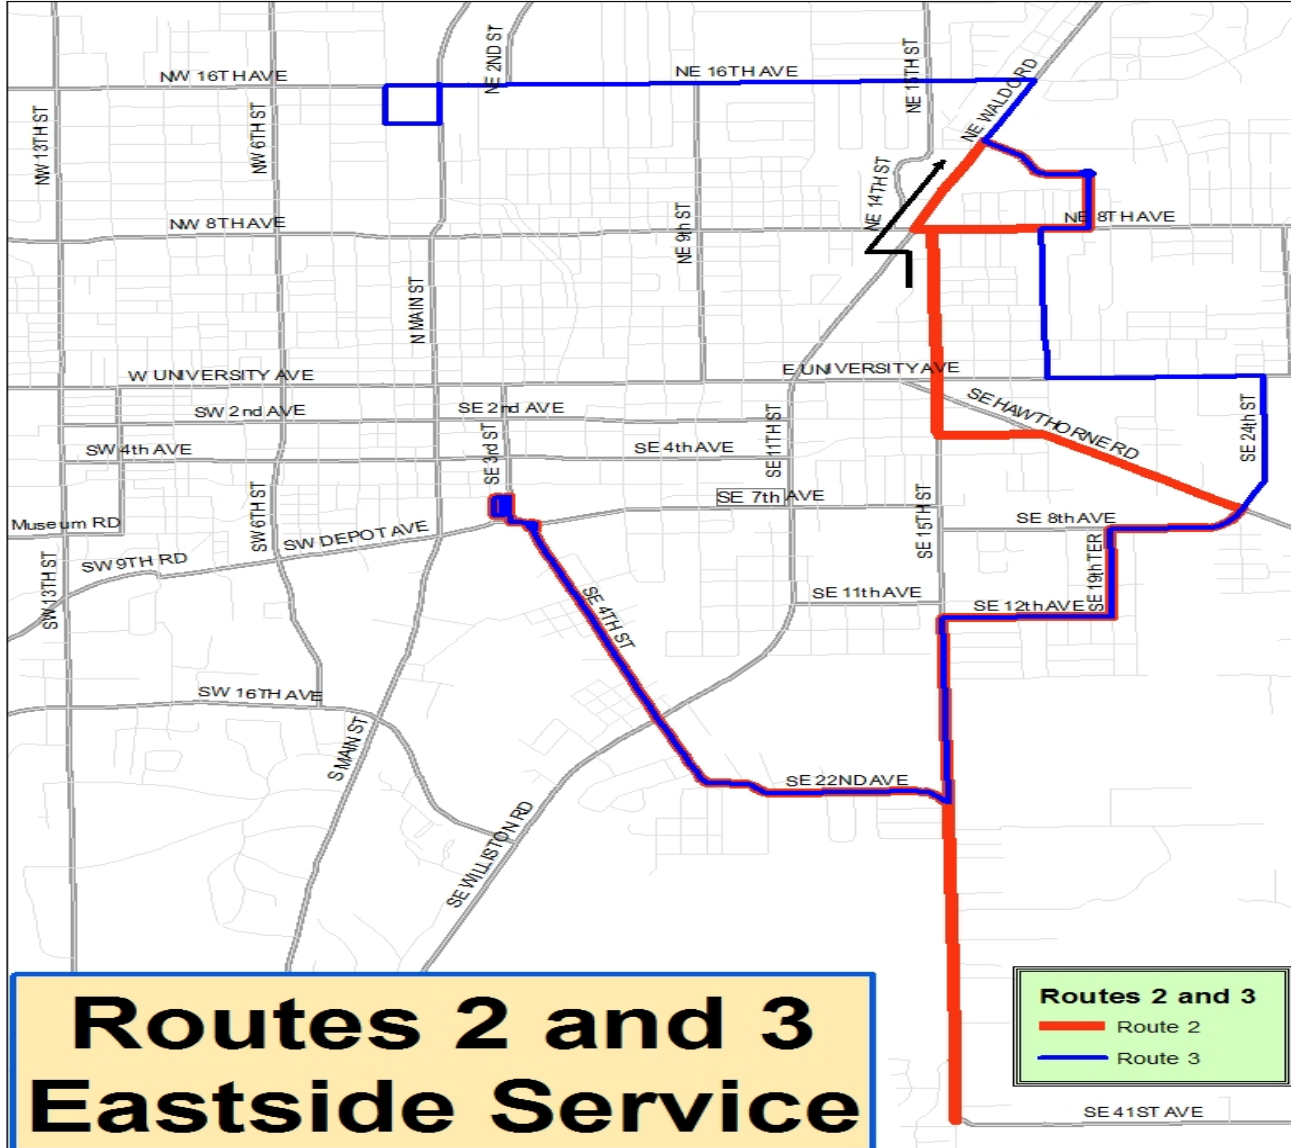 NE 2ND ST
NE 15TH ST
NE WALDO RD
NW 16TH AVE
NE 16TH AVE
NW 13TH ST
NW 6TH ST
NE 14TH ST
NW 8TH AVE
NE 9th ST
NE 8TH AVE
N MAIN ST
W UNIVERSITY AVE
E UNIVERSITY AVE
SW 2nd AVE
SE 2nd AVE
SE HAWTHORNE RD
SE 24th ST
SW 4th AVE
SE 3rd ST
SE 4th AVE
SE 11TH ST
SE 7th AVE
Museum RD
SW 6TH ST
SW DEPOT AVE
SE 15TH ST
SE 8th AVE
SW 9TH RD
SW 13TH ST
SE 4TH ST
SE 11th AVE
SE 12th AVE
SE 19th TER
SW 16TH AVE
S MAIN ST
SE 22ND AVE
SE WILLISTON RD
Routes 2 and 3
Eastside Service
Routes 2 and 3
Route 2
Route 3
SE 41ST AVE